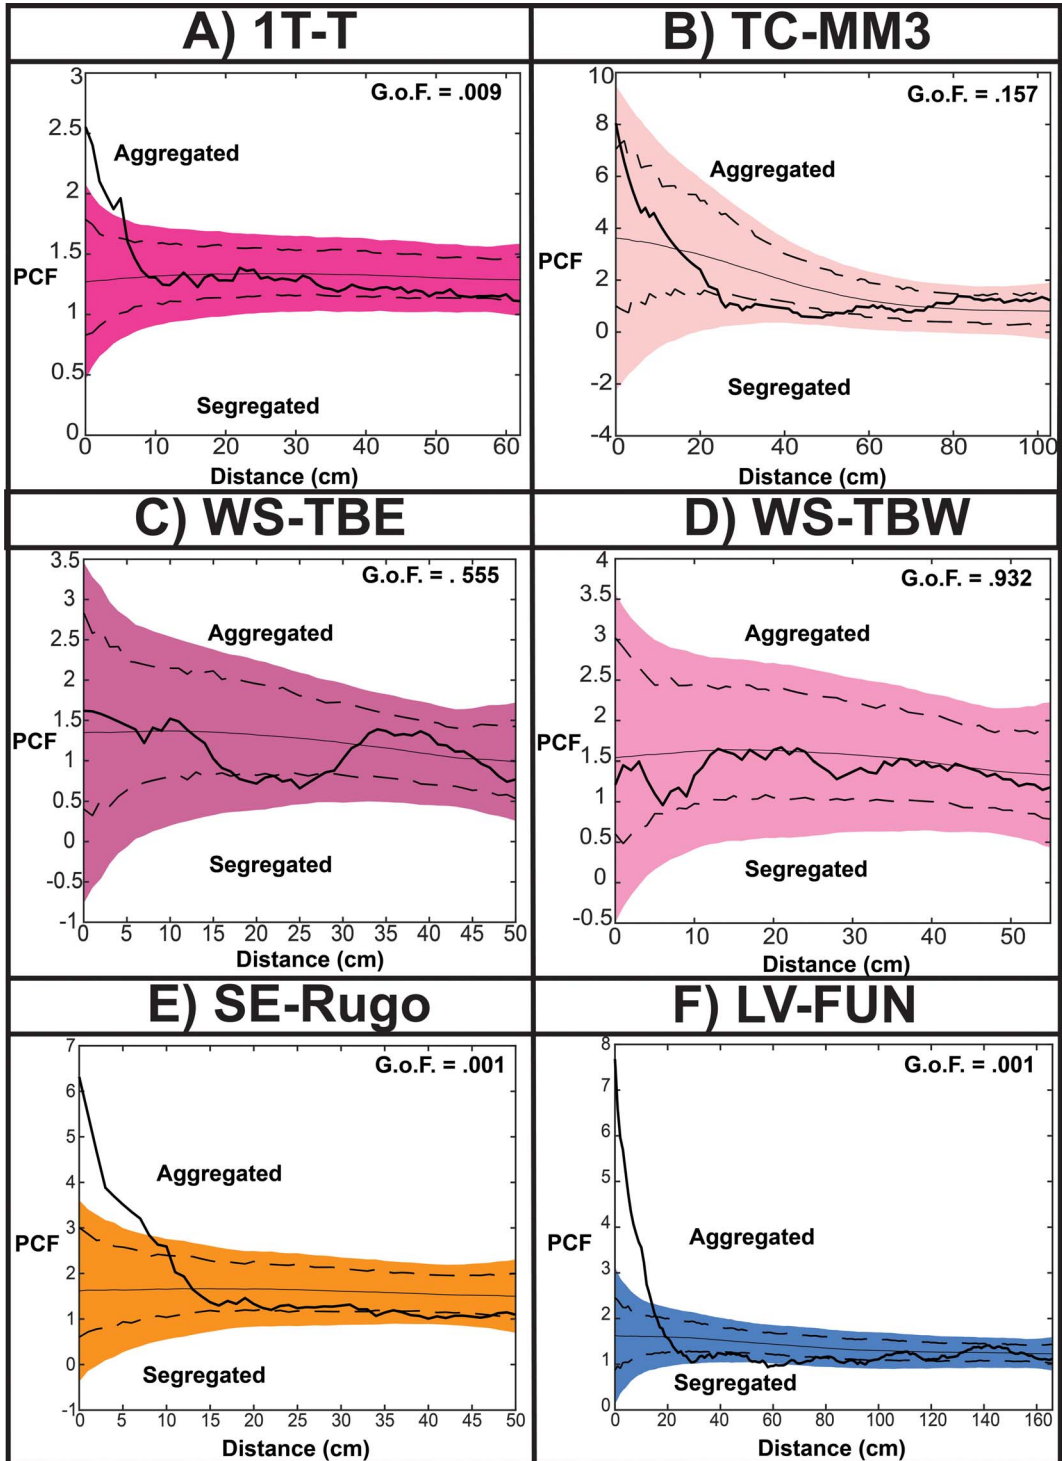 A) 1T-T
B) TC-MM3
3
2.5
2
1.5
1
0.5
0
PCF
G.o.F. = .009
Aggregated
Segregated
0 10 20 30 40 50 60
Distance (cm)
10
8
6
4
2
0
-2
-4
PCF
G.o.F. = .157
Aggregated
Segregated
0 20 40 60 80 100
Distance (cm)
C) WS-TBE
D) WS-TBW
3.5
3
2.5
2
1.5
1
0.5
0
-0.5
-1
PCF
G.o.F. = . 555
Aggregated
Segregated
0 5 10 15 20 25 30 35 40 45 50
Distance (cm)
4
3.5
3
2.5
2
1.5
1
0.5
0
-0.5
PCF
G.o.F. = .932
Aggregated
Segregated
0 10 20 30 40 50
Distance (cm)
E) SE-Rugo
F) LV-FUN
7
6
5
4
3
2
1
0
-1
PCF
G.o.F. = .001
Aggregated
Segregated
0 5 10 15 20 25 30 35 40 45 50
Distance (cm)
8
7
6
5
4
3
2
1
0
PCF
G.o.F. = .001
Aggregated
Segregated
0 20 40 60 80 100 120 140 160
Distance (cm)